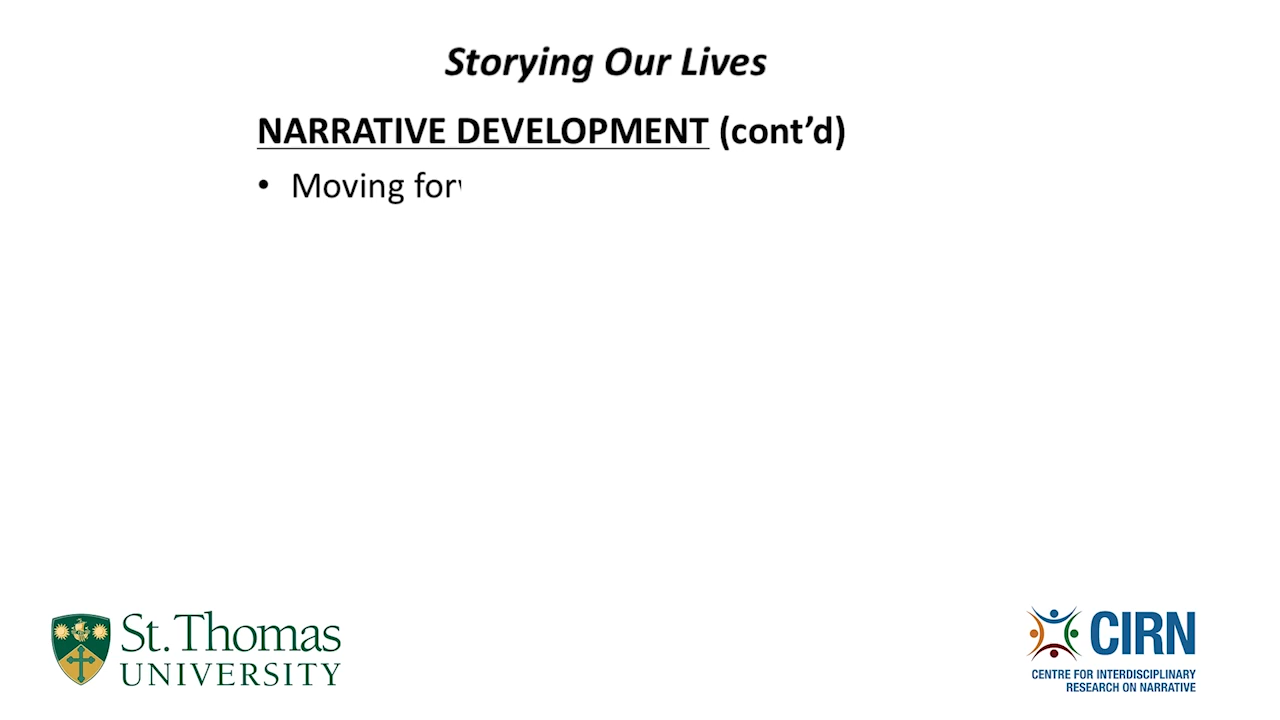 Storying Our Lives
NARRATIVE DEVELOPMENT (cont’d)
• Moving for
St. Thomas
UNIVERSITY
CIRN
CENTRE FOR INTERDISCIPLINARY
RESEARCH ON NARRATIVE